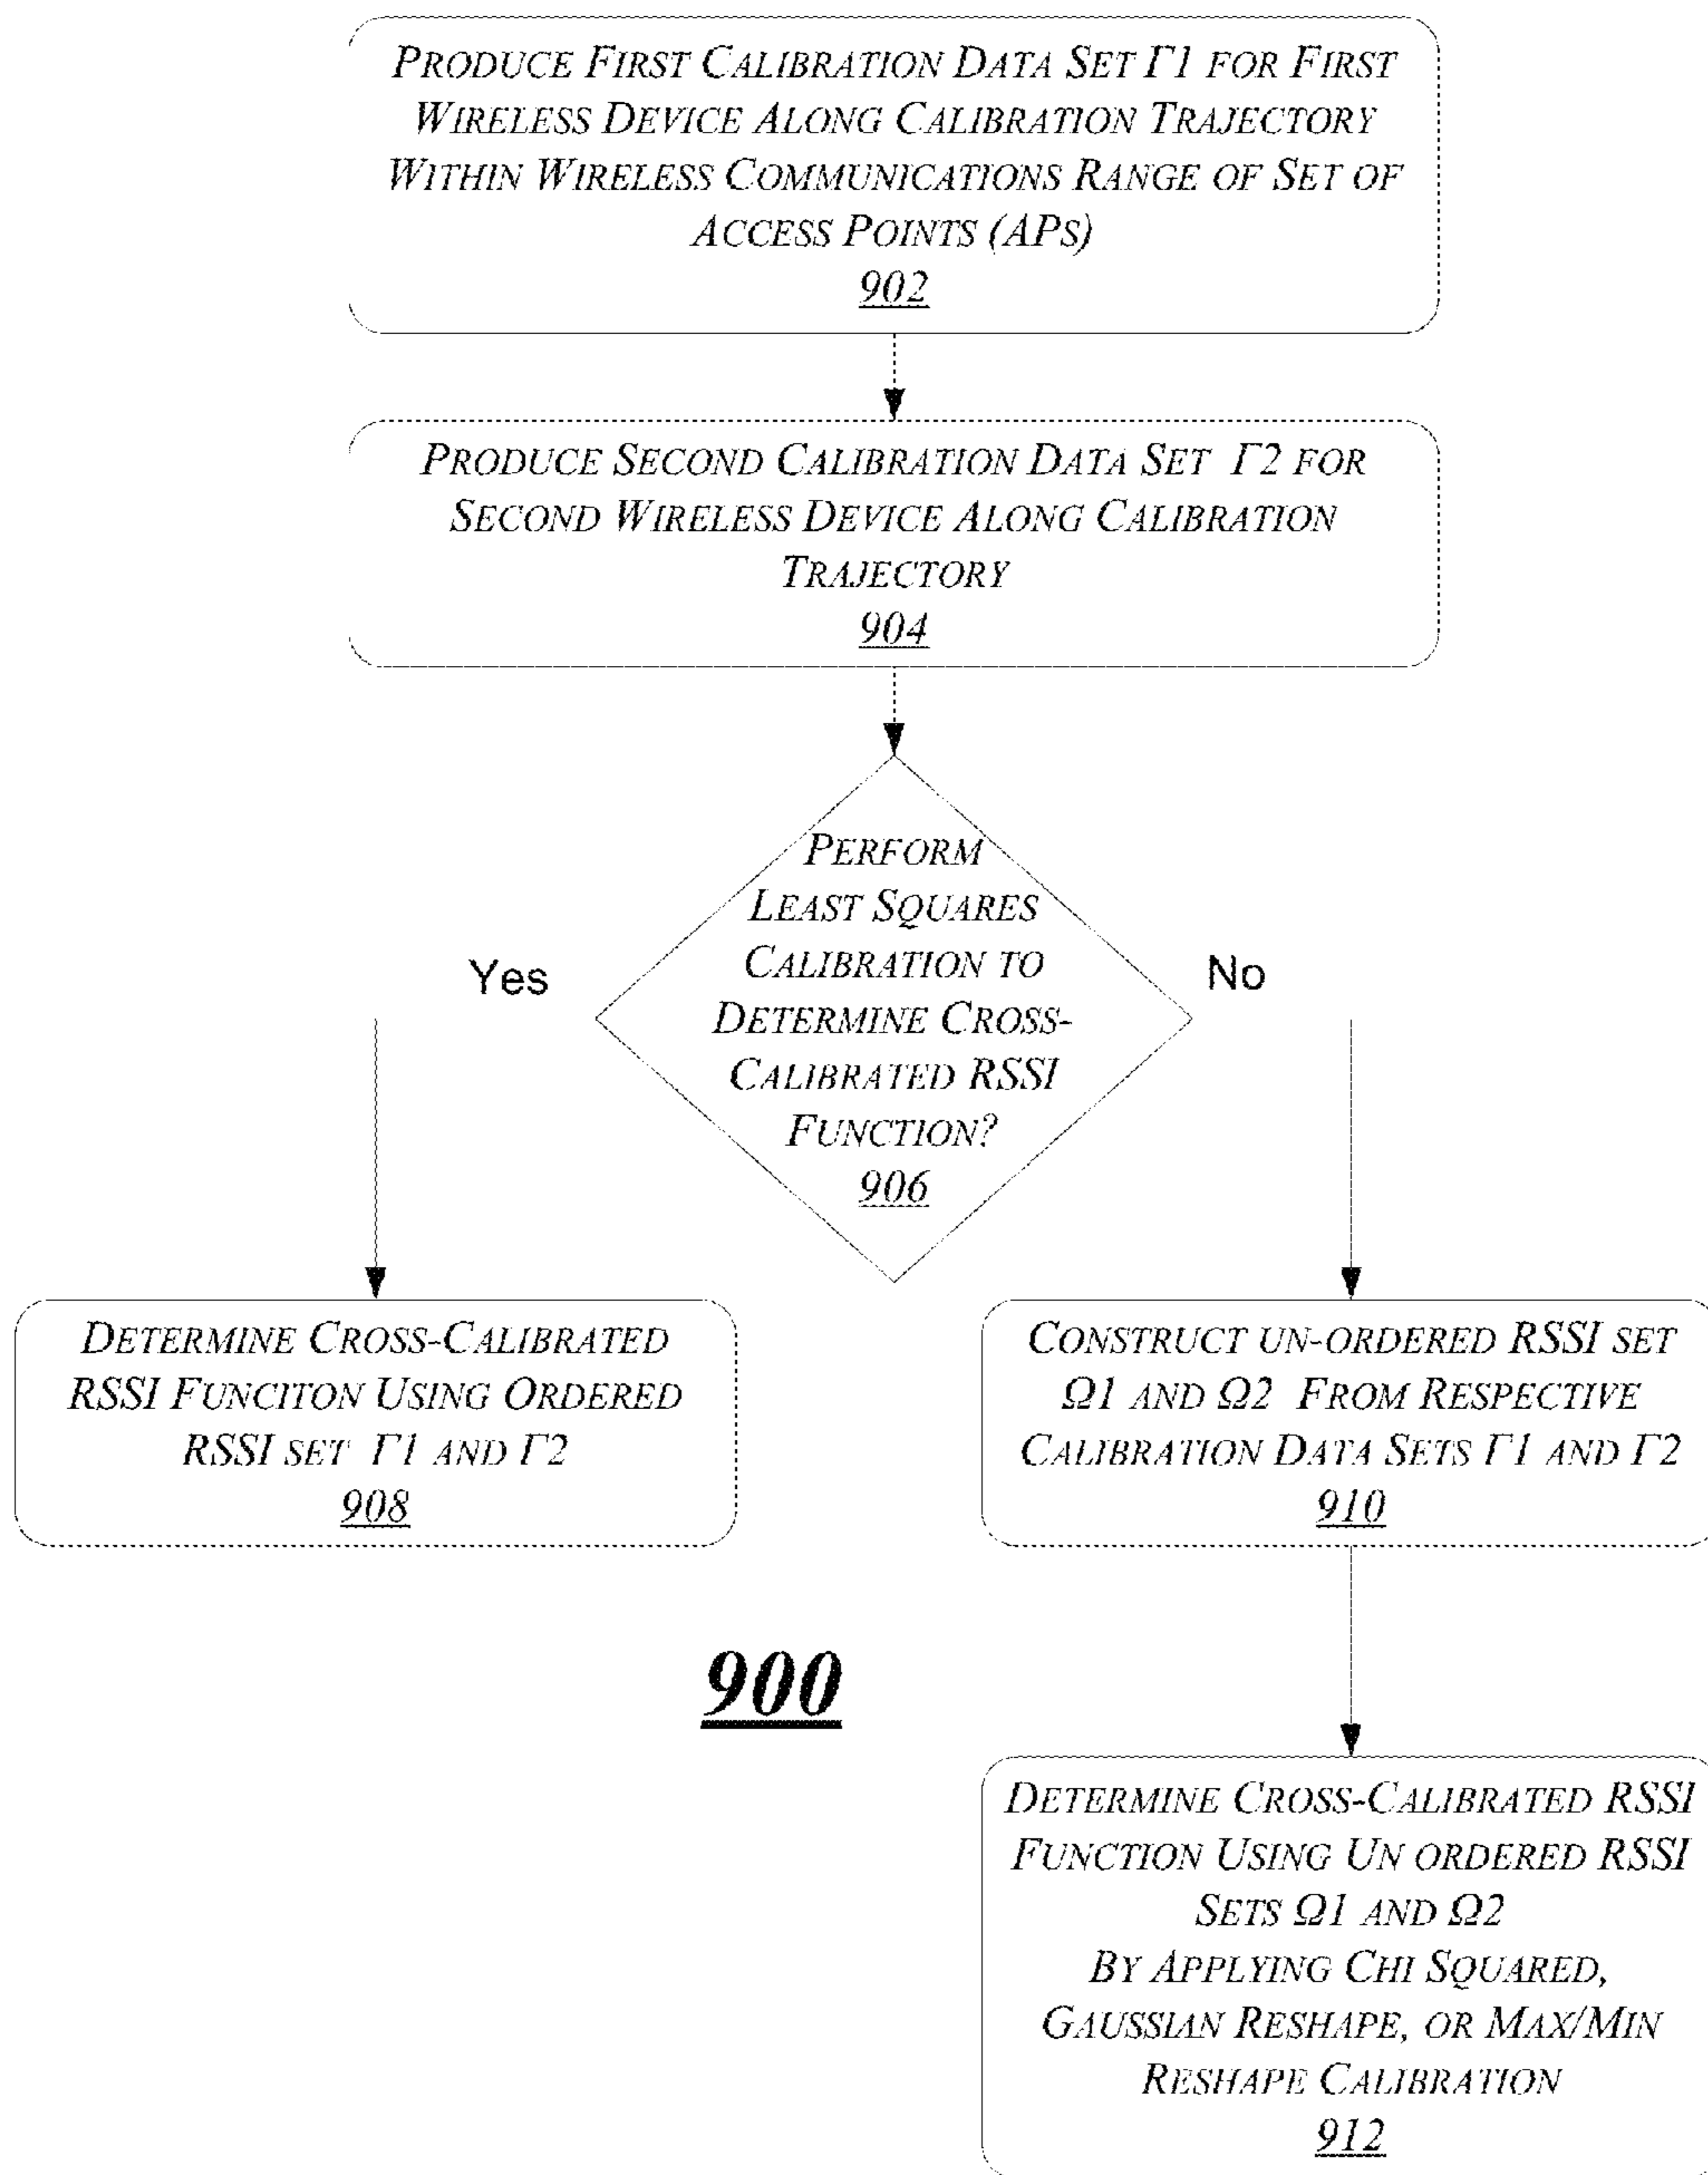 PRODUCE FIRST CALIBRATION DATA SET Γ1 FOR FIRST
WIRELESS DEVICE ALONG CALIBRATION TRAJECTORY
WITHIN WIRELESS COMMUNICATIONS RANGE OF SET OF
ACCESS POINTS (APS)
902
PRODUCE SECOND CALIBRATION DATA SET Γ2 FOR
SECOND WIRELESS DEVICE ALONG CALIBRATION
TRAJECTORY
904
PERFORM
LEAST SQUARES
CALIBRATION TO
DETERMINE CROSS-
CALIBRATED RSSI
FUNCTION?
906
Yes
No
DETERMINE CROSS-CALIBRATED
RSSI FUNCITON USING ORDERED
RSSI SET Γ1 AND Γ2
908
CONSTRUCT UN-ORDERED RSSI SET
Ω1 AND Ω2 FROM RESPECTIVE
CALIBRATION DATA SETS Γ1 AND Γ2
910
900
DETERMINE CROSS-CALIBRATED RSSI
FUNCTION USING UN ORDERED RSSI
SETS Ω1 AND Ω2
BY APPLYING CHI SQUARED,
GAUSSIAN RESHAPE, OR MAX/MIN
RESHAPE CALIBRATION
912